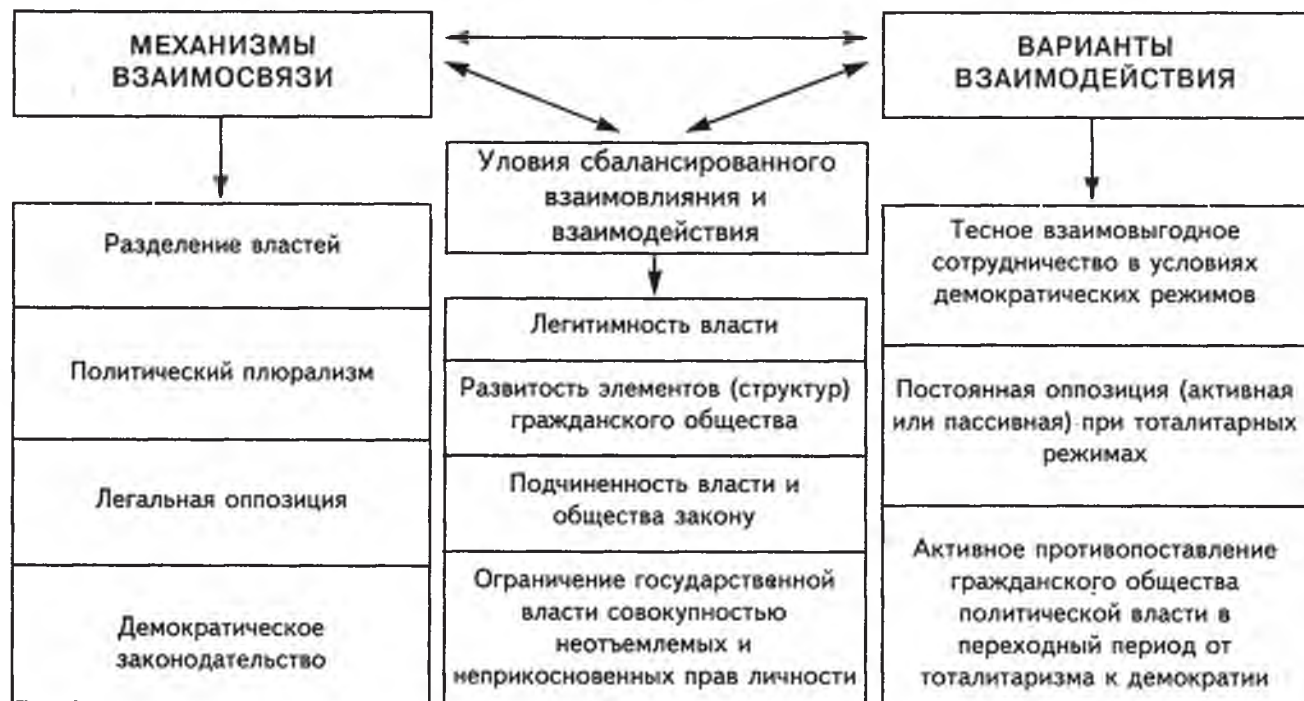 МЕХАНИЗМЫ
ВЗАИМОСВЯЗИ
Разделение властей
Политический плюрализм
Легальная оппозиция
Демократическое
законодательство
Уловия сбалансированного
взаимовлияния и
взаимодействия
Легитимность власти
Развитость элементов (структур)
гражданского общества
Подчиненность власти и
общества закону
Ограничение государственной
власти совокупностью
неотъемлемых и
неприкосновенных прав личности
ВАРИАНТЫ
ВЗАИМОДЕЙСТВИЯ
Тесное взаимовыгодное
сотрудничество в условиях
демократических режимов
Постоянная оппозиция (активная
или пассивная) при тоталитарных
режимах
Активное противопоставление
гражданского общества
политической власти в
переходный период от
тоталитаризма к демократии